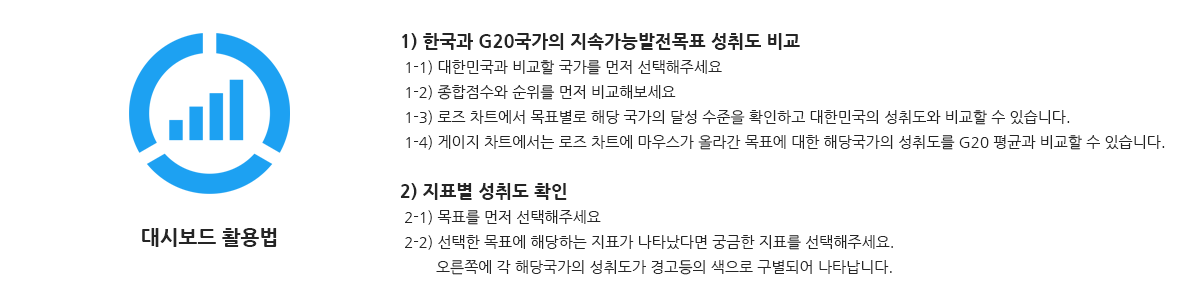 대시보드 활용법
1) 한국과 G20국가의 지속가능발전목표 성취도 비교
1-1) 대한민국과 비교할 국가를 먼저 선택해주세요
1-2) 종합점수와 순위를 먼저 비교해보세요
1-3) 로즈 차트에서 목표별로 해당 국가의 달성 수준을 확인하고 대한민국의 성취도와 비교할 수 있습니다.
1-4) 게이지 차트에서는 로즈 차트에 마우스가 올라간 목표에 대한 해당국가의 성취도를 G20 평균과 비교할 수 있습니다.
2) 지표별 성취도 확인
2-1) 목표를 먼저 선택해주세요
2-2) 선택한 목표에 해당하는 지표가 나타났다면 궁금한 지표를 선택해주세요.
오른쪽에 각 해당국가의 성취도가 경고등의 색으로 구별되어 나타납니다.